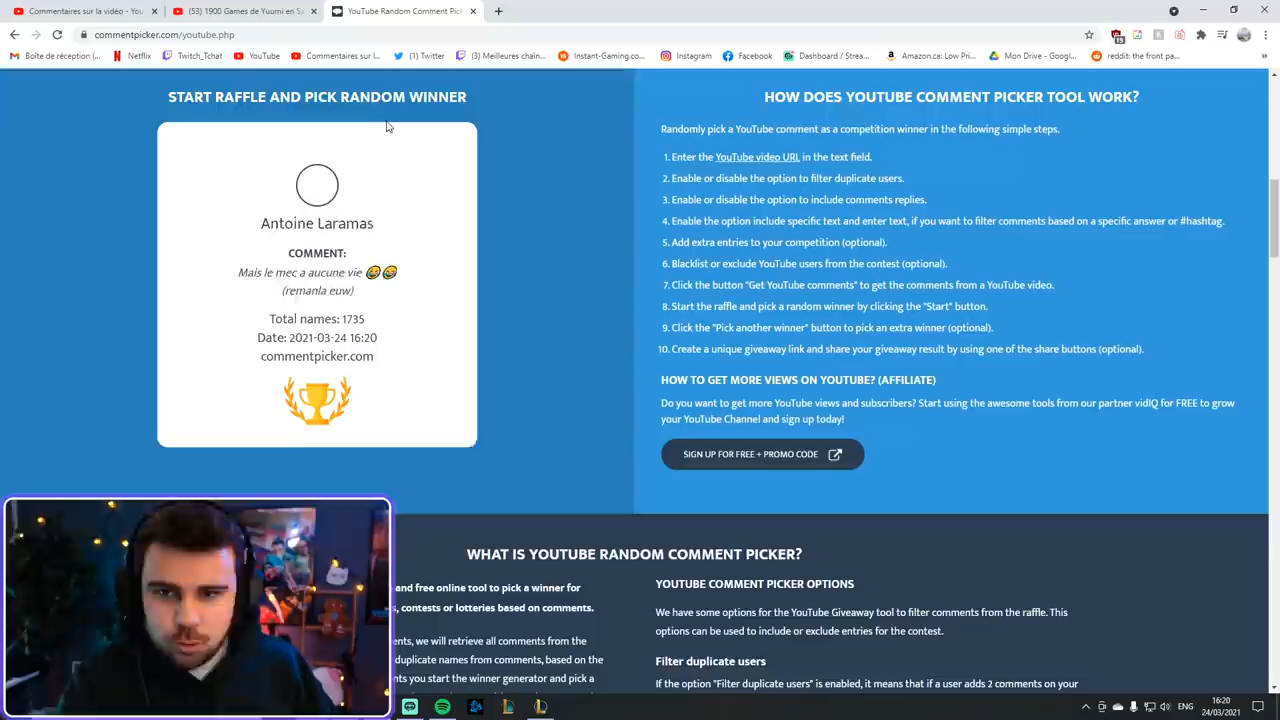 Commentaires sur la vidéo - You
(53) 1900 Games de Yuumi en S
YouTube Random Comment Picke
commentpicker.com/youtube.php
Boîte de réception (...
Netflix
Twitch_Tchat
YouTube
Commentaires sur l...
(1) Twitter
(3) Meilleures chaîn...
Instant-Gaming.co...
Instagram
Facebook
Dashboard / Strea...
Amazon.ca: Low Pri...
Mon Drive - Googl...
reddit: the front pa...
START RAFFLE AND PICK RANDOM WINNER
Antoine Laramas
COMMENT:
Mais le mec a aucune vie 😂😂
(remanla euw)
Total names: 1735
Date: 2021-03-24 16:20
commentpicker.com
HOW DOES YOUTUBE COMMENT PICKER TOOL WORK?
Randomly pick a YouTube comment as a competition winner in the following simple steps.
1. Enter the YouTube video URL in the text field.
2. Enable or disable the option to filter duplicate users.
3. Enable or disable the option to include comments replies.
4. Enable the option include specific text and enter text, if you want to filter comments based on a specific answer or #hashtag.
5. Add extra entries to your competition (optional).
6. Blacklist or exclude YouTube users from the contest (optional).
7. Click the button "Get YouTube comments" to get the comments from a YouTube video.
8. Start the raffle and pick a random winner by clicking the "Start" button.
9. Click the "Pick another winner" button to pick an extra winner (optional).
10. Create a unique giveaway link and share your giveaway result by using one of the share buttons (optional).
HOW TO GET MORE VIEWS ON YOUTUBE? (AFFILIATE)
Do you want to get more YouTube views and subscribers? Start using the awesome tools from our partner vidIQ for FREE to grow
your YouTube Channel and sign up today!
SIGN UP FOR FREE + PROMO CODE
WHAT IS YOUTUBE RANDOM COMMENT PICKER?
and free online tool to pick a winner for
, contests or lotteries based on comments.
ents, we will retrieve all comments from the
duplicate names from comments, based on the
nts you start the winner generator and pick a
YOUTUBE COMMENT PICKER OPTIONS
We have some options for the YouTube Giveaway tool to filter comments from the raffle. This
options can be used to include or exclude entries for the contest.
Filter duplicate users
If the option "Filter duplicate users" is enabled, it means that if a user adds 2 comments on your
ENG
16:20
24/03/2021